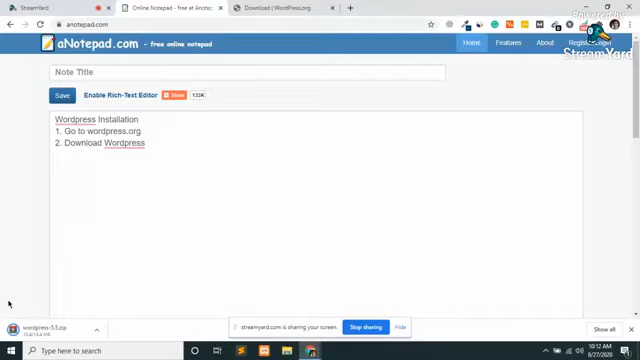 StreamYard
Online Notepad - free at Anotep
Download | WordPress.org
Powered by
StreamYard
anotepad.com
aNotepad.com - free online notepad
Home
Features
About
Register/Login
Note Title
Save
Enable Rich-Text Editor
Share
133K
Wordpress Installation
1. Go to wordpress.org
2. Download Wordpress
wordpress-5.5.zip
streamyard.com is sharing your screen.
Stop sharing
Hide
Show all
Type here to search
10:12 AM
8/27/2020